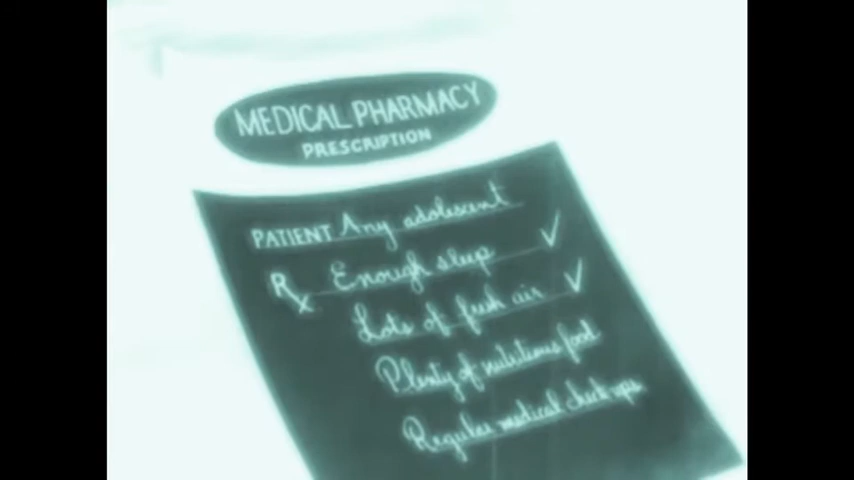 MEDICAL PHARMACY
PRESCRIPTION
PATIENT Any adolescent
Rx Enough sleep ✓
Lots of fresh air ✓
Plenty of nutritious food
Regular medical check ups